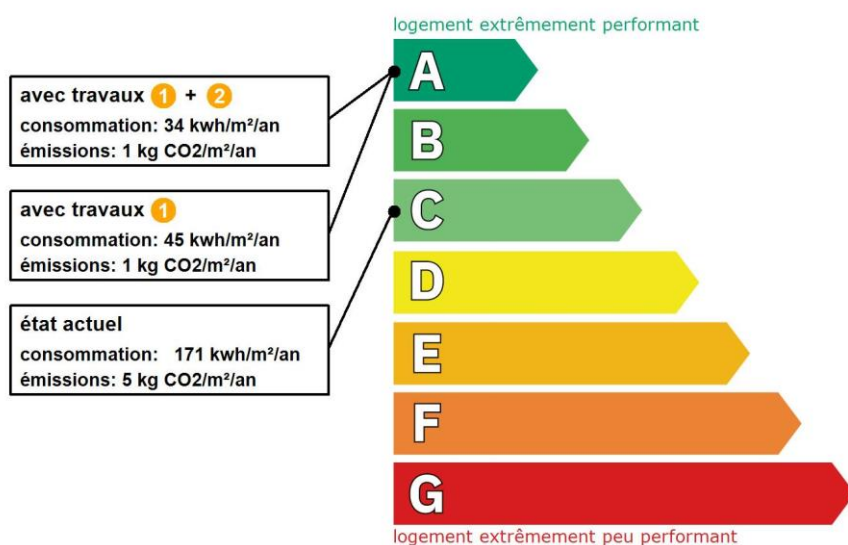 logement extrêmement performant
avec travaux 1 + 2
consommation: 34 kwh/m²/an
émissions: 1 kg CO2/m²/an
avec travaux 1
consommation: 45 kwh/m²/an
émissions: 1 kg CO2/m²/an
état actuel
consommation: 171 kwh/m²/an
émissions: 5 kg CO2/m²/an
A
B
C
D
E
F
G
logement extrêmement peu performant